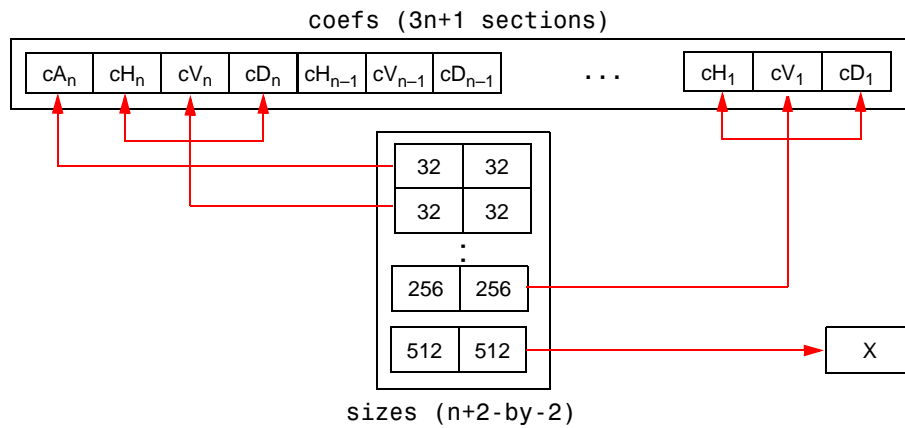 coefs (3n+1 sections)
cAₙ cHₙ cVₙ cDₙ cHₙ₋₁ cVₙ₋₁ cDₙ₋₁ ... cH₁ cV₁ cD₁
32 32
32 32
:
256 256
512 512 X
sizes (n+2-by-2)